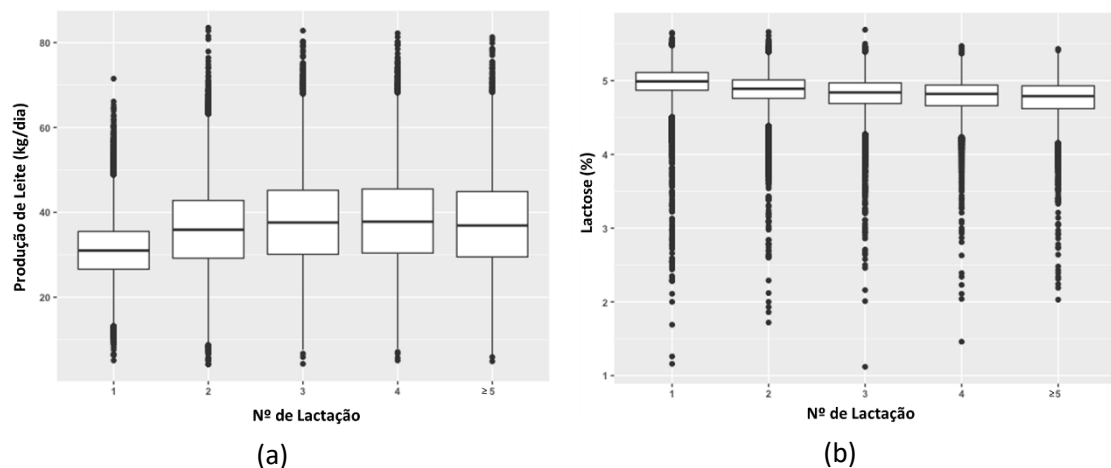 Produção de Leite (kg/dia)
80
60
40
20
1 2 3 4 ≥5
Nº de Lactação
(a)
Lactose (%)
5
4
3
2
1
1 2 3 4 ≥5
Nº de Lactação
(b)